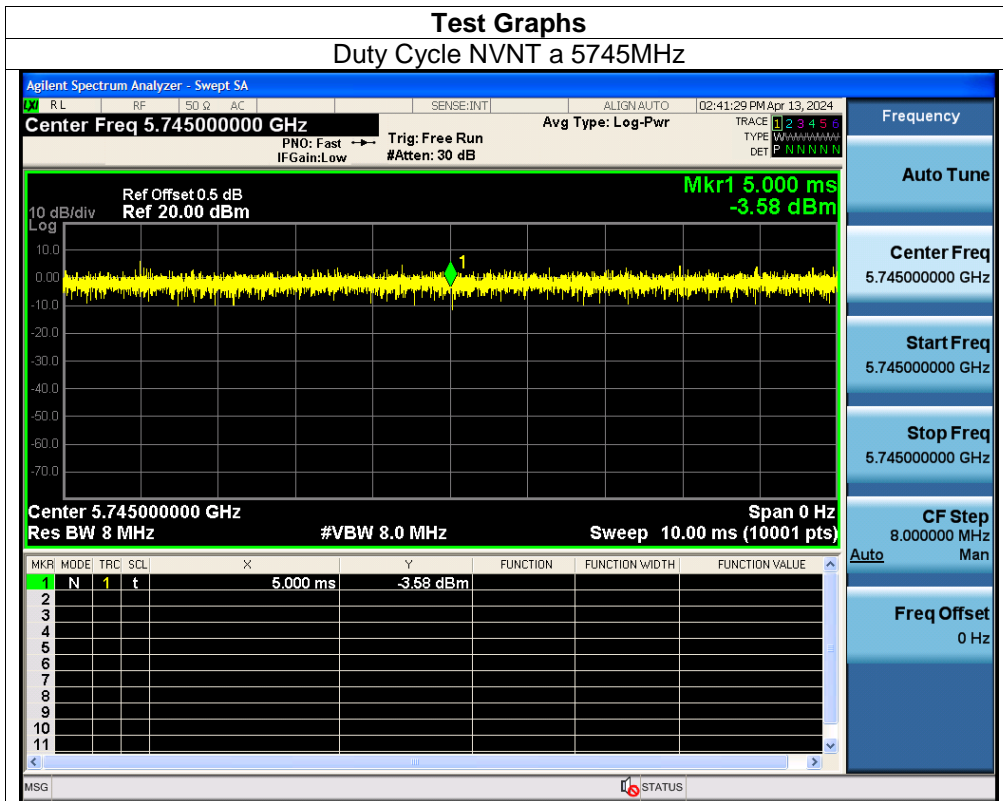 Test Graphs
Duty Cycle NVNT a 5745MHz
Agilent Spectrum Analyzer - Swept SA
LXI RL RF 50 Ω AC SENSE:INT ALIGN AUTO 02:41:29 PM Apr 13, 2024
Center Freq 5.745000000 GHz
PNO: Fast
IFGain:Low
Trig: Free Run
#Atten: 30 dB
Avg Type: Log-Pwr
TRACE 1 2 3 4 5 6
TYPE WWWWWW
DET P N N N N N
Mkr1 5.000 ms
-3.58 dBm
Ref Offset 0.5 dB
Ref 20.00 dBm
10 dB/div
Log
10.0
0.00
-10.0
-20.0
-30.0
-40.0
-50.0
-60.0
-70.0
1
Center 5.745000000 GHz Span 0 Hz
Res BW 8 MHz #VBW 8.0 MHz Sweep 10.00 ms (10001 pts)
MKR MODE TRC SCL X Y FUNCTION FUNCTION WIDTH FUNCTION VALUE
1 N 1 t 5.000 ms -3.58 dBm
2
3
4
5
6
7
8
9
10
11
MSG STATUS
Frequency
Auto Tune
Center Freq
5.745000000 GHz
Start Freq
5.745000000 GHz
Stop Freq
5.745000000 GHz
CF Step
8.000000 MHz
Auto Man
Freq Offset
0 Hz